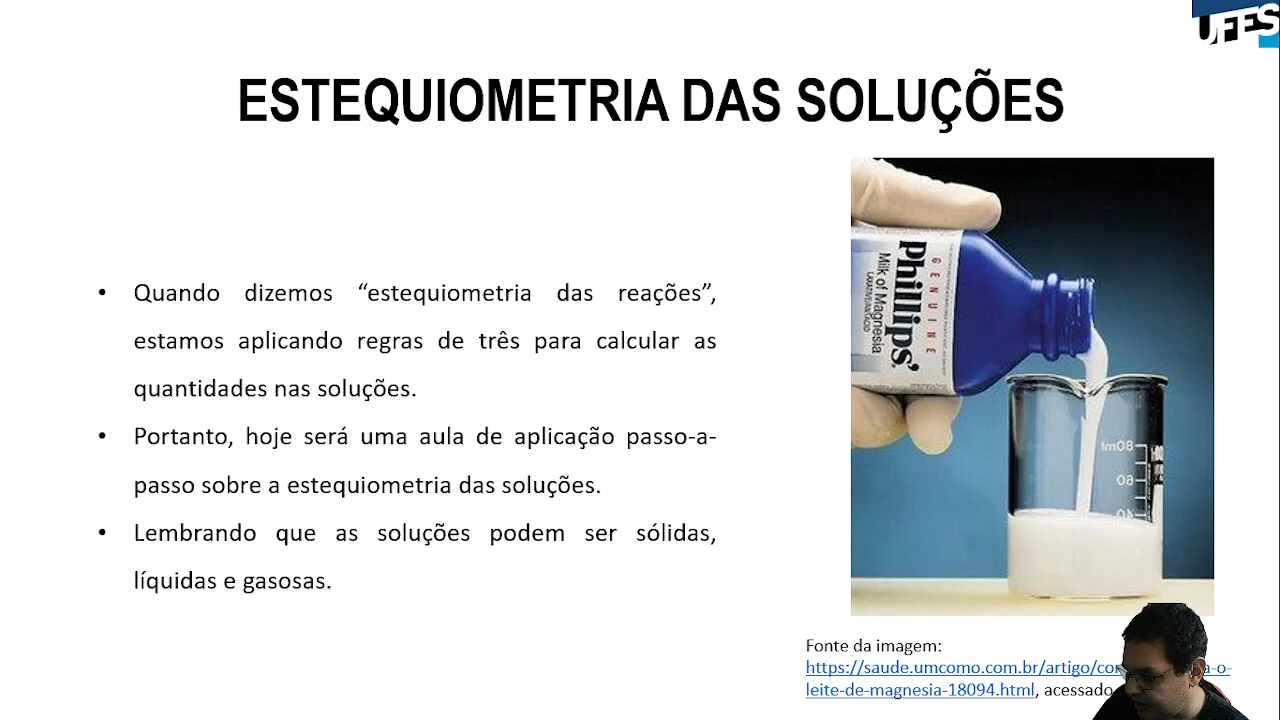 UFES
ESTEQUIOMETRIA DAS SOLUÇÕES
• Quando dizemos “estequiometria das reações”,
estamos aplicando regras de três para calcular as
quantidades nas soluções.
• Portanto, hoje será uma aula de aplicação passo-a-
passo sobre a estequiometria das soluções.
• Lembrando que as soluções podem ser sólidas,
líquidas e gasosas.
GENUINE
Phillips'
Milk of Magnesia
80ml
60
40
Fonte da imagem:
https://saude.umcomo.com.br/artigo/
a-o-
leite-de-magnesia-18094.html, acessado